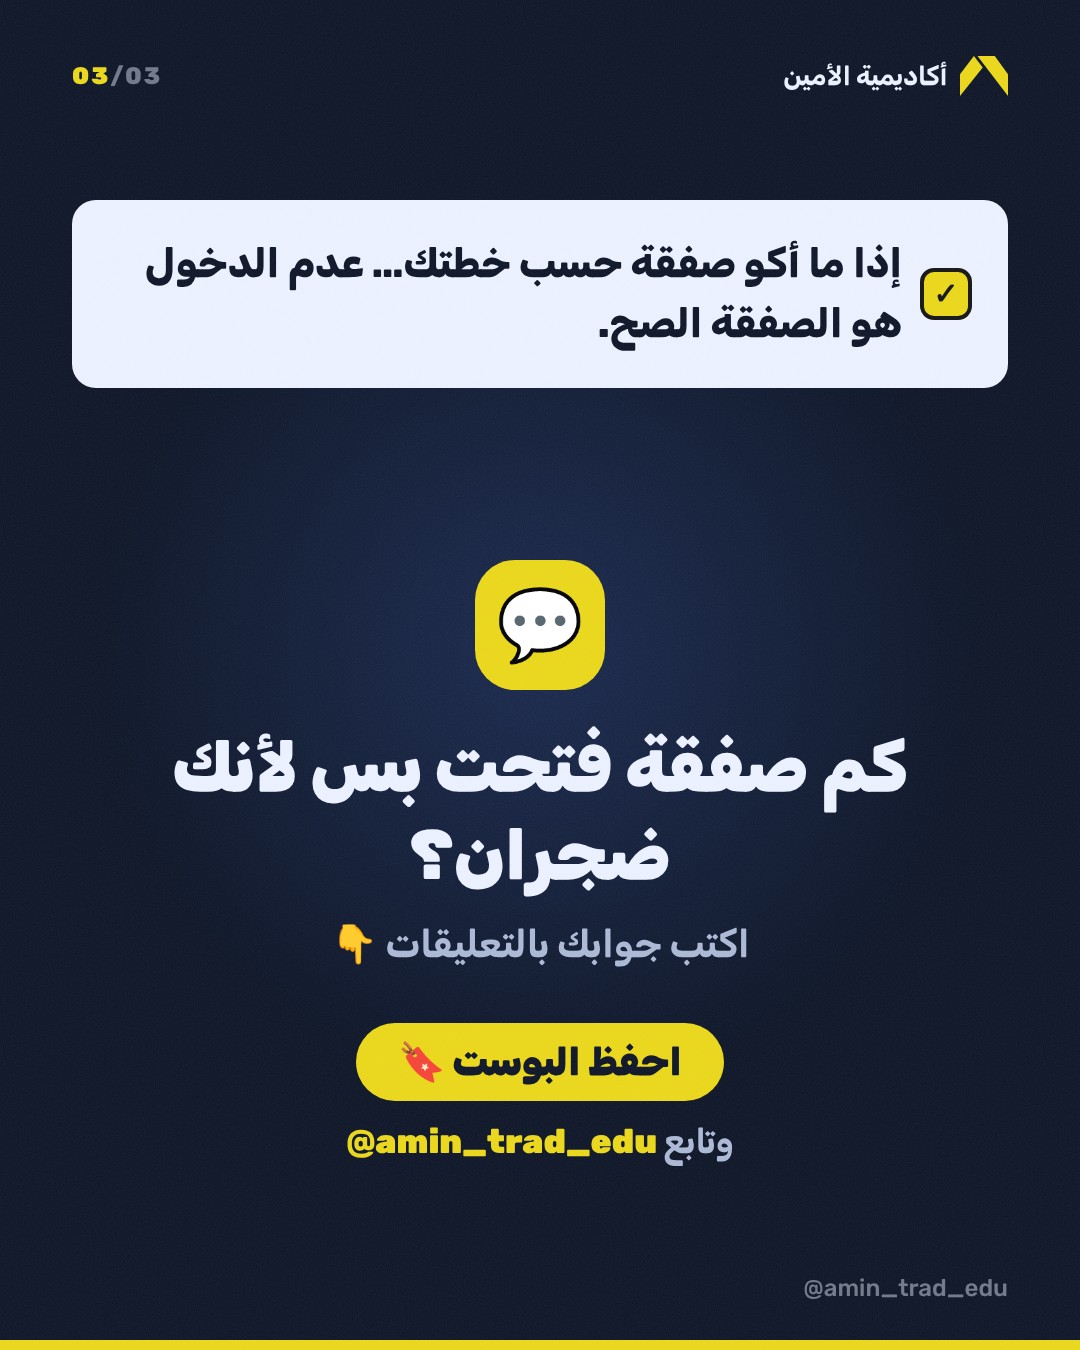 أكاديمية الأمين
03/03
إذا ما أكو صفقة حسب خطتك... عدم الدخول
هو الصفقة الصح.
كم صفقة فتحت بس لأنك
ضجران؟
اكتب جوابك بالتعليقات 👇
احفظ البوست 🔖
وتابع @amin_trad_edu
@amin_trad_edu